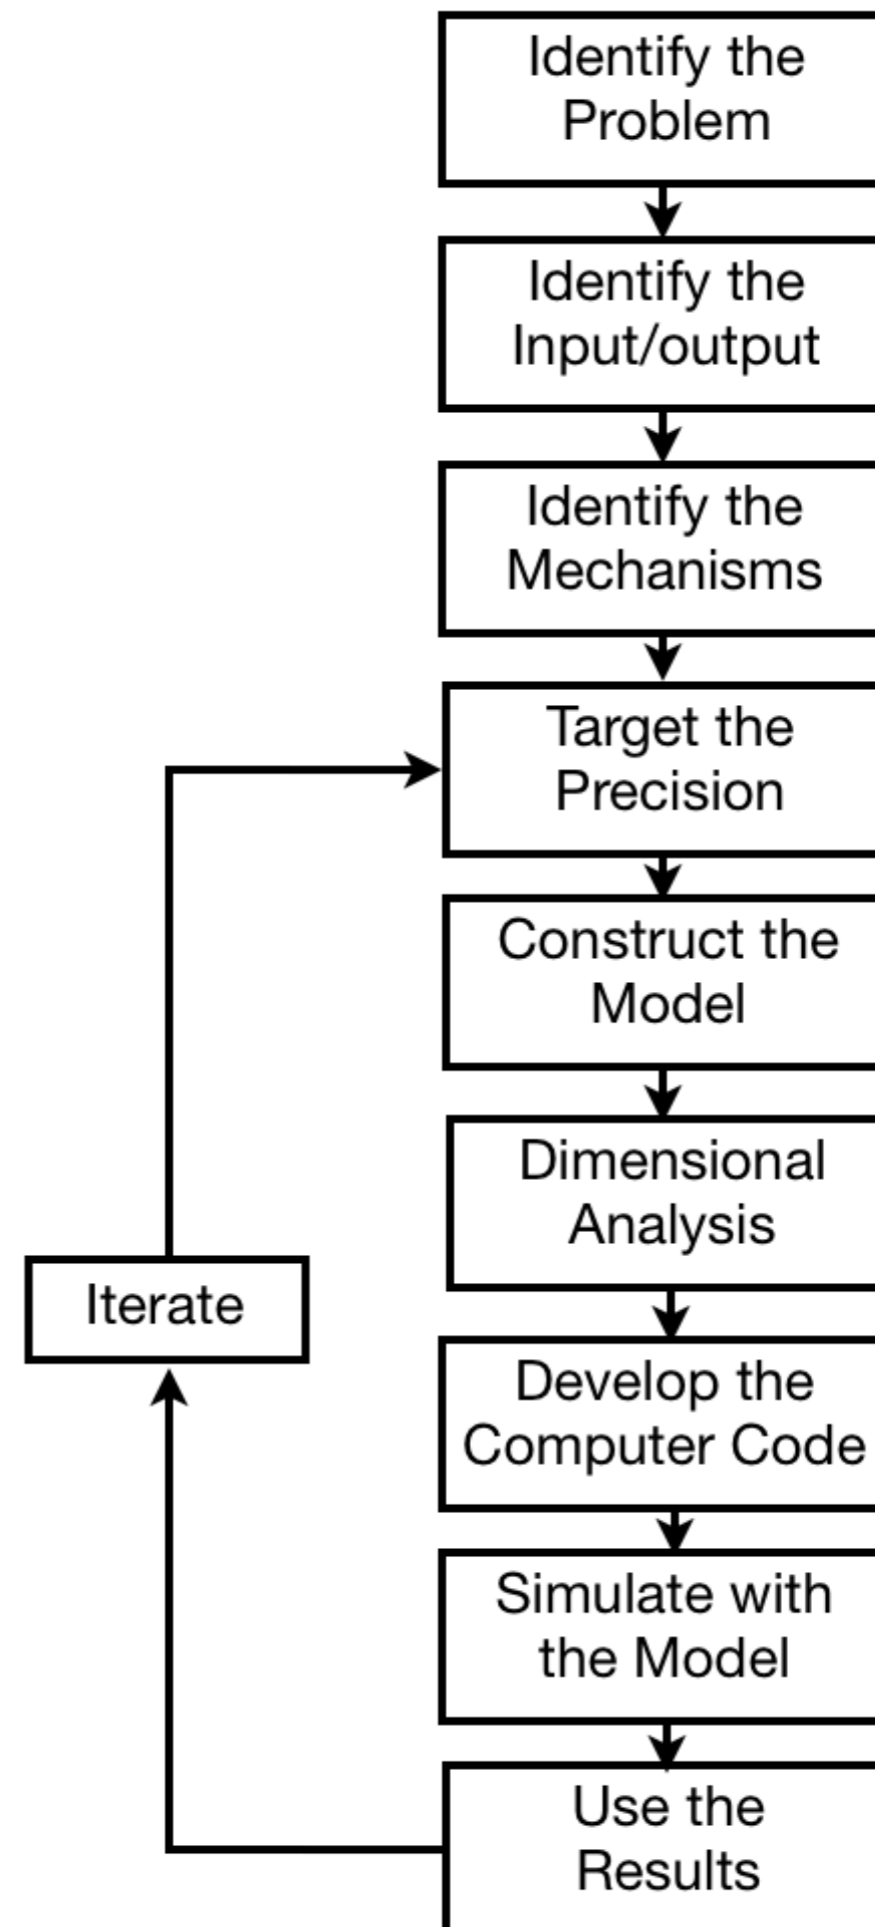 Identify the
Problem
Identify the
Input/output
Identify the
Mechanisms
Target the
Precision
Construct the
Model
Dimensional
Analysis
Iterate
Develop the
Computer Code
Simulate with
the Model
Use the
Results